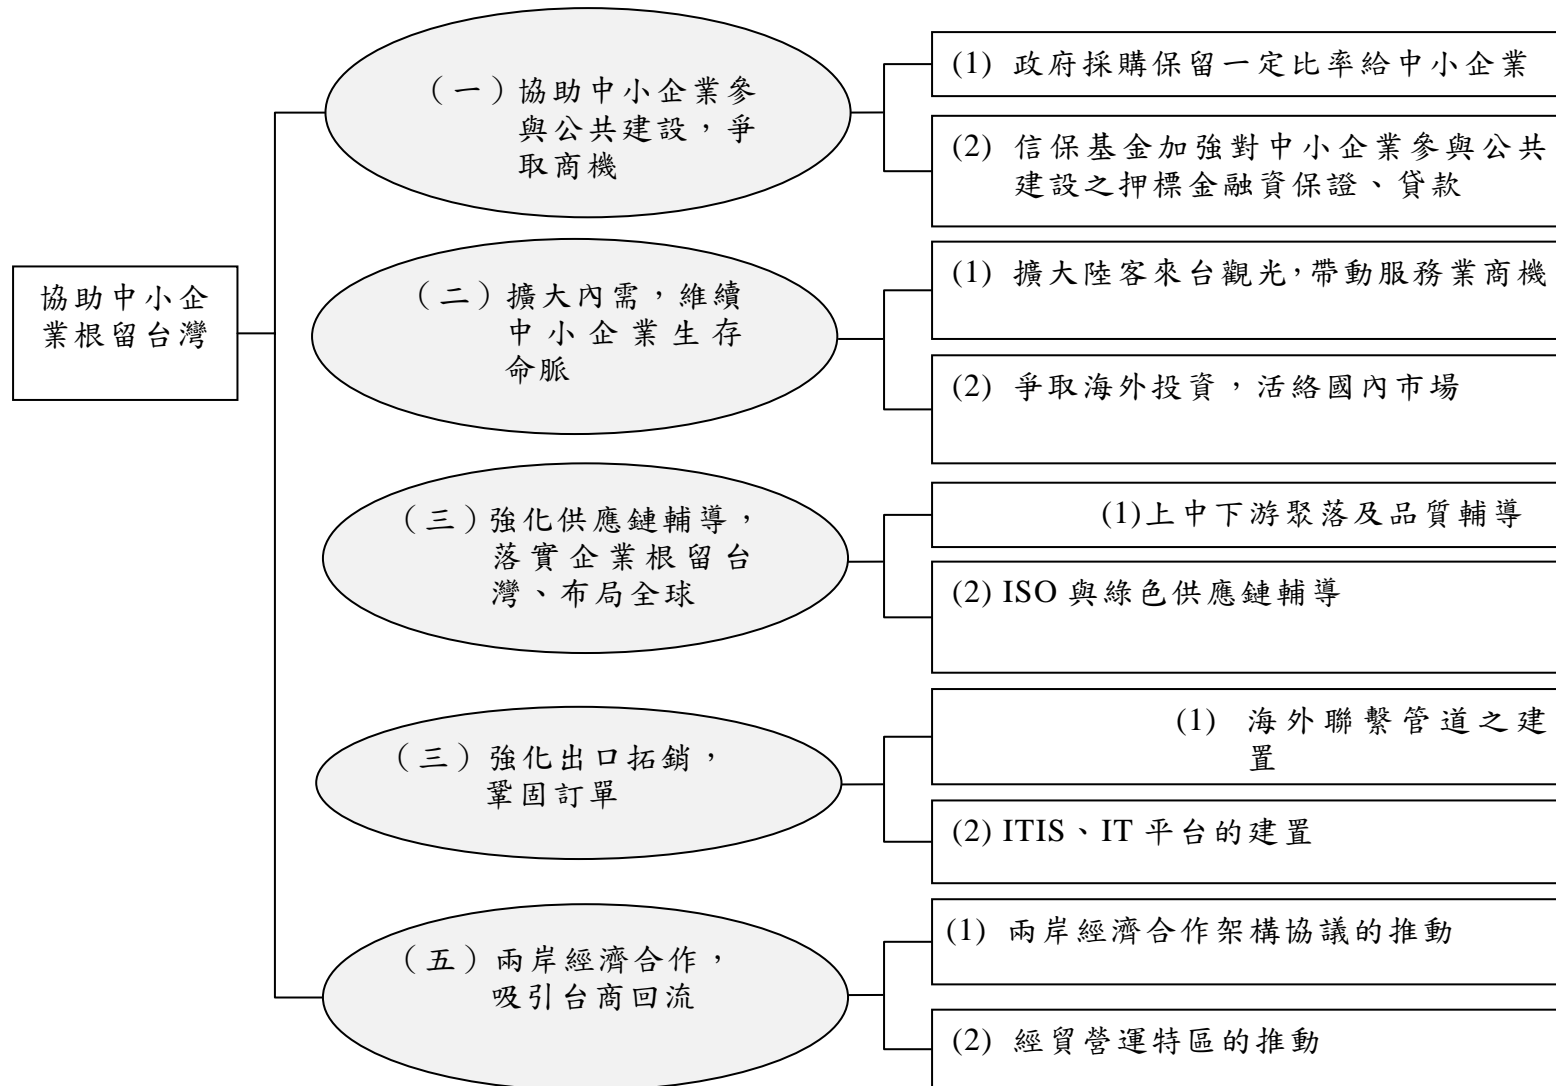 協助中小企
業根留台灣
（一）協助中小企業參
與公共建設，爭
取商機
(1) 政府採購保留一定比率給中小企業
(2) 信保基金加強對中小企業參與公共
建設之押標金融資保證、貸款
（二）擴大內需，維續
中小企業生存
命脈
(1) 擴大陸客來台觀光，帶動服務業商機
(2) 爭取海外投資，活絡國內市場
（三）強化供應鏈輔導，
落實企業根留台
灣、布局全球
(1)上中下游聚落及品質輔導
(2) ISO 與綠色供應鏈輔導
（三）強化出口拓銷，
鞏固訂單
(1) 海外聯繫管道之建
置
(2) ITIS、IT 平台的建置
（五）兩岸經濟合作，
吸引台商回流
(1) 兩岸經濟合作架構協議的推動
(2) 經貿營運特區的推動